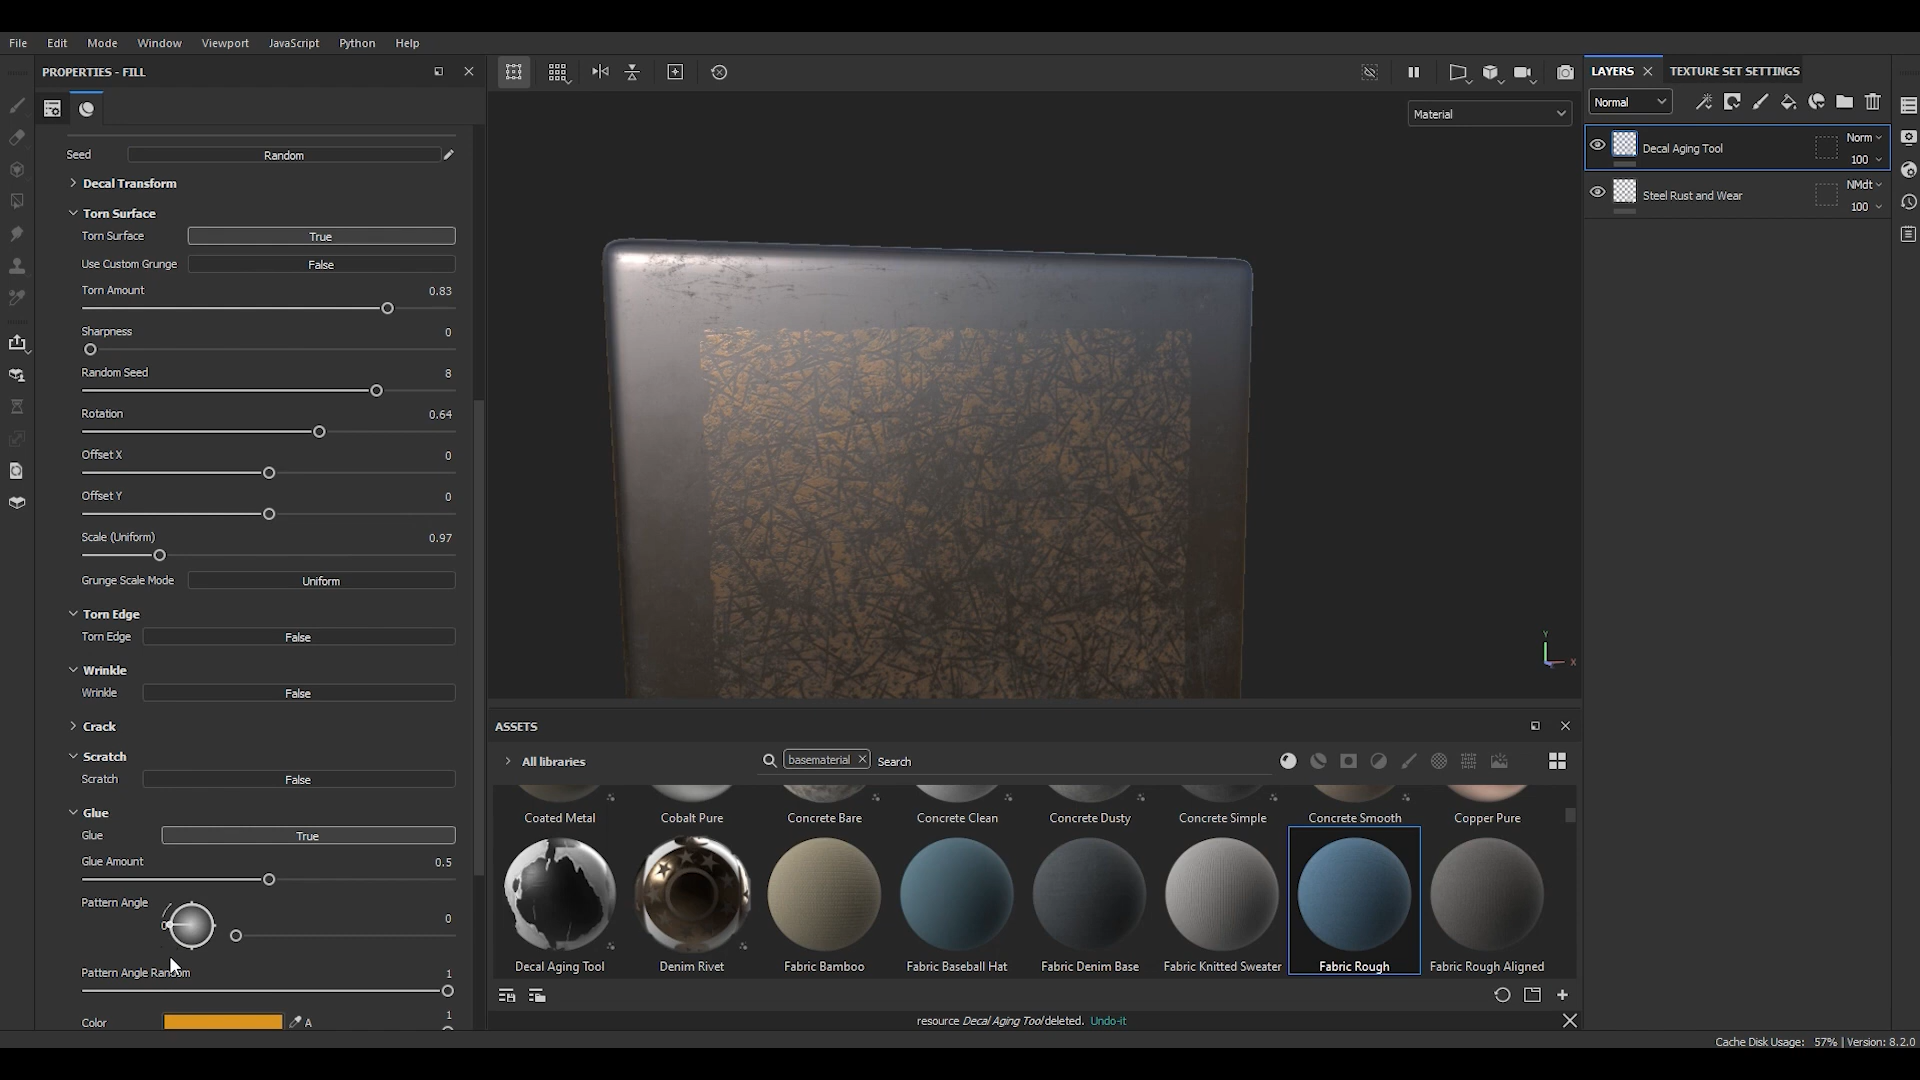 File Edit Mode Window Viewport JavaScript Python Help
PROPERTIES - FILL
LAYERS
TEXTURE SET SETTINGS
Normal
Material
Seed Random
Decal Transform
Torn Surface
Torn Surface True
Use Custom Grunge False
Torn Amount 0.83
Sharpness 0
Random Seed 8
Rotation 0.64
Offset X 0
Offset Y 0
Scale (Uniform) 0.97
Grunge Scale Mode Uniform
Torn Edge
Torn Edge False
Wrinkle
Wrinkle False
Crack
Scratch
Scratch False
Glue
Glue True
Glue Amount 0.5
Pattern Angle 0
Pattern Angle Random 1
Color A 1
Decal Aging Tool Norm 100
Steel Rust and Wear NMdt 100
Y
X
ASSETS
All libraries
basematerial Search
Coated Metal Cobalt Pure Concrete Bare Concrete Clean Concrete Dusty Concrete Simple Concrete Smooth Copper Pure
Decal Aging Tool Denim Rivet Fabric Bamboo Fabric Baseball Hat Fabric Denim Base Fabric Knitted Sweater Fabric Rough Fabric Rough Aligned
resource Decal Aging Tool deleted. Undo-it
Cache Disk Usage: 57% | Version: 8.2.0